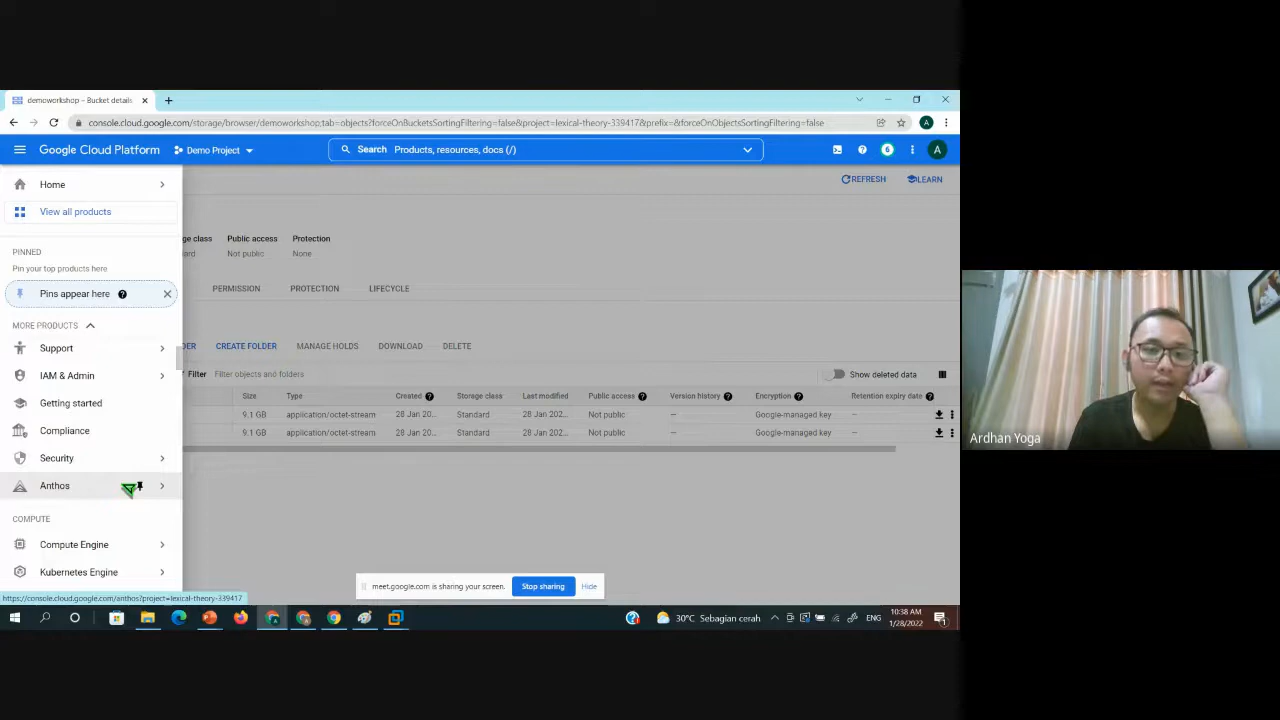 demoworkshop – Bucket details
console.cloud.google.com/storage/browser/demoworkshop;tab=objects?forceOnBucketsSortingFiltering=false&project=lexical-theory-339417&prefix=&forceOnObjectsSortingFiltering=false
A
Google Cloud Platform
Demo Project
Search Products, resources, docs (/)
6
A
Home
REFRESH
LEARN
View all products
ge class
Public access
Protection
ard
Not public
None
PINNED
Pin your top products here
PERMISSION
PROTECTION
LIFECYCLE
Pins appear here
MORE PRODUCTS
Support
DER
CREATE FOLDER
MANAGE HOLDS
DOWNLOAD
DELETE
IAM & Admin
Filter
Filter objects and folders
Show deleted data
Getting started
Size
Type
Created
Storage class
Last modified
Public access
Version history
Encryption
Retention expiry date
9.1 GB
application/octet-stream
28 Jan 20...
Standard
28 Jan 202...
Not public
—
Google-managed key
—
Compliance
9.1 GB
application/octet-stream
28 Jan 20...
Standard
28 Jan 202...
Not public
—
Google-managed key
—
Security
Anthos
COMPUTE
Compute Engine
Kubernetes Engine
meet.google.com is sharing your screen.
Stop sharing
Hide
https://console.cloud.google.com/anthos?project=lexical-theory-339417
30°C Sebagian cerah
ENG
10:38 AM
1/28/2022
1
Ardhan Yoga